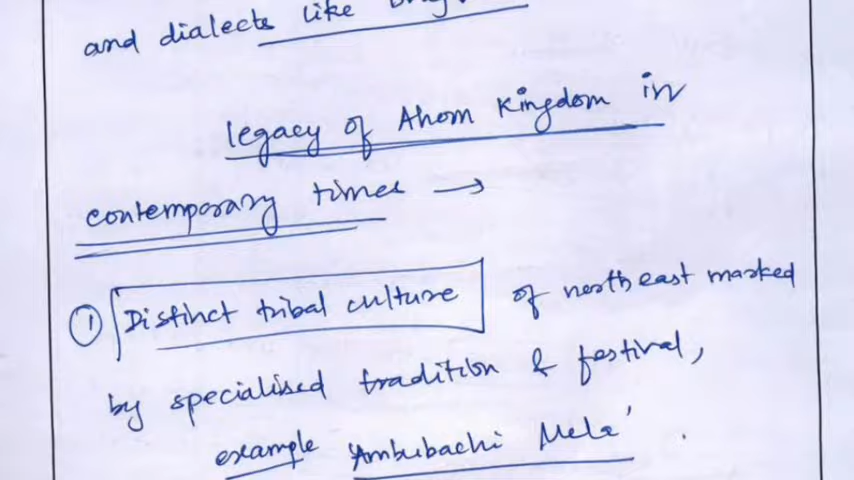 and dialects like
legacy of Ahom Kingdom in
contemporary times →
① Distinct tribal culture of northeast marked
by specialised tradition & festival,
example 'Ambubachi Mela'.